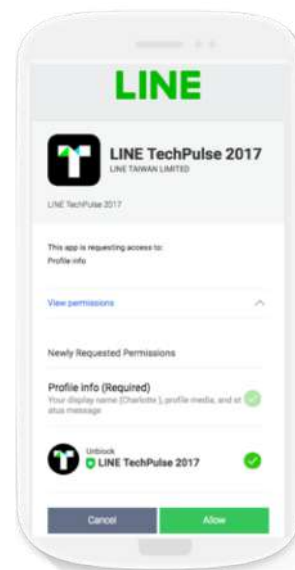 LINE
LINE TechPulse 2017
LINE TAIWAN LIMITED
LINE TechPulse 2017
This app is requesting access to:
Profile info
View permissions
Newly Requested Permissions
Profile info (Required)
Your display name (Charlotte ), profile media, and st
atus message
Unblock
LINE TechPulse 2017
Cancel
Allow